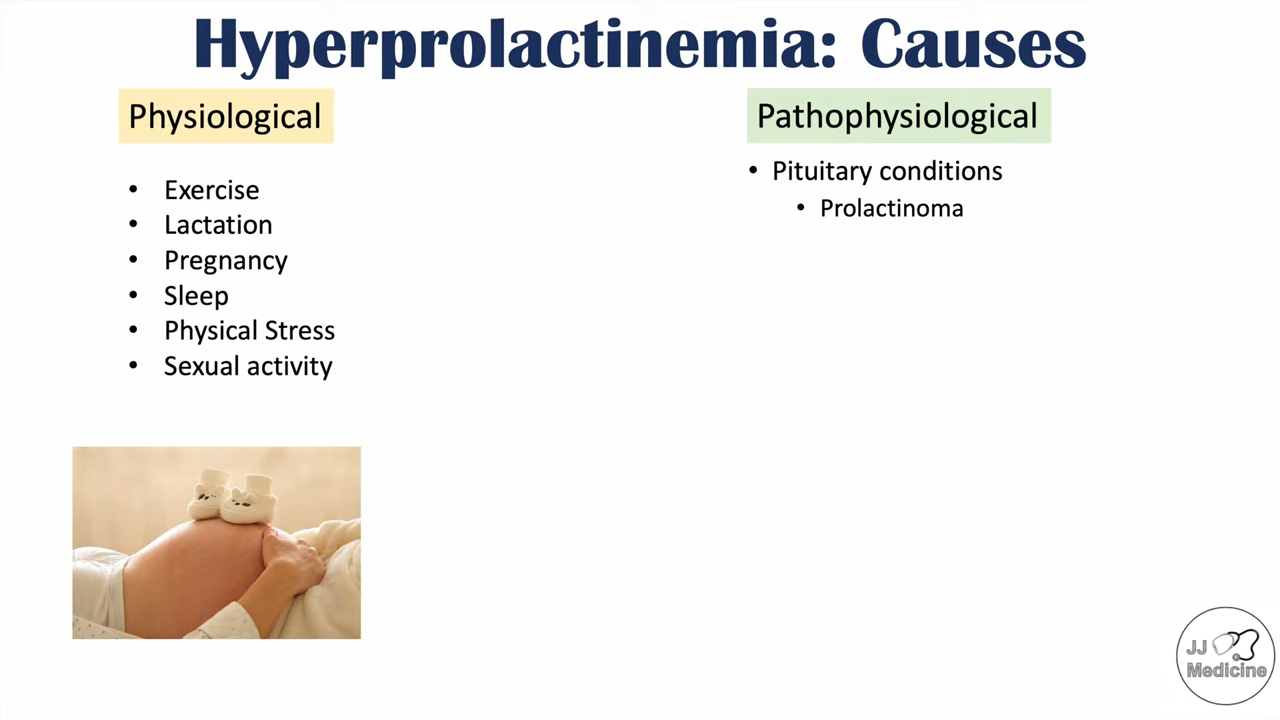 Hyperprolactinemia: Causes
Physiological
• Exercise
• Lactation
• Pregnancy
• Sleep
• Physical Stress
• Sexual activity
Pathophysiological
• Pituitary conditions
• Prolactinoma
JJ
Medicine